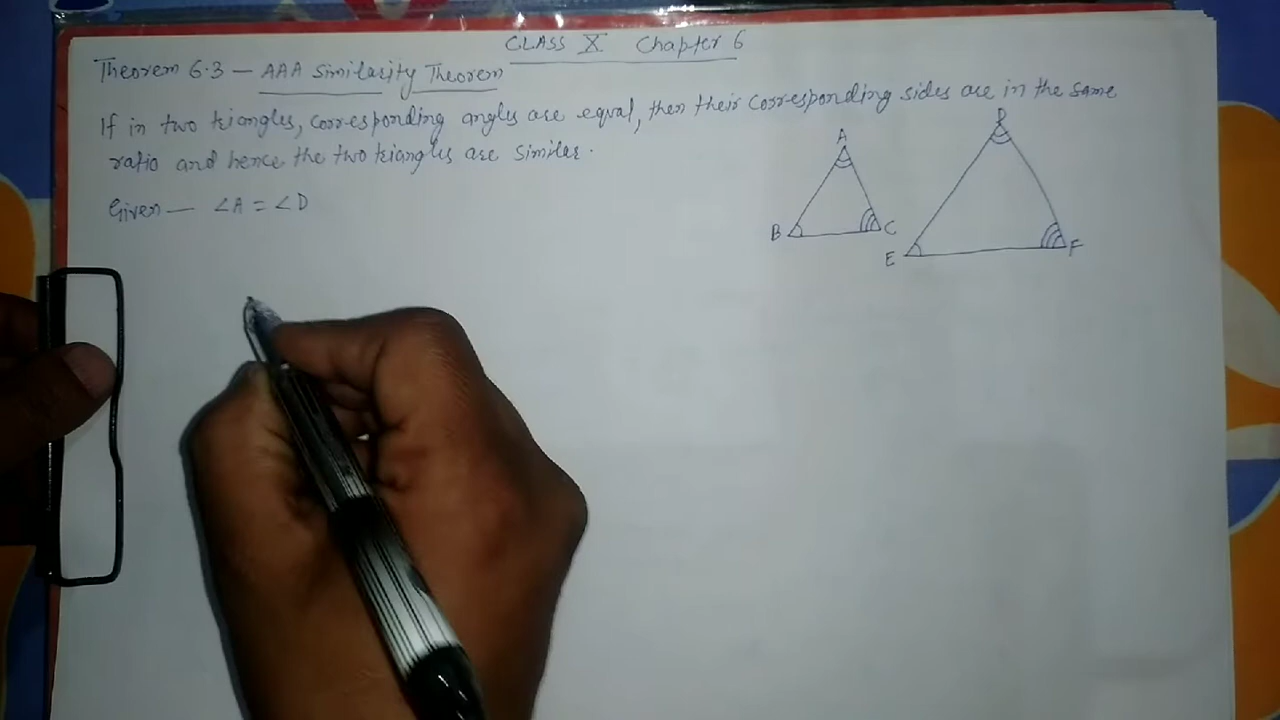 CLASS X Chapter 6
Theorem 6.3 — AAA Similarity Theorem
If in two triangles, corresponding angles are equal, then their corresponding sides are in the same
ratio and hence the two triangles are similar.
Given — ∠A = ∠D
A
D
B
C
E
F